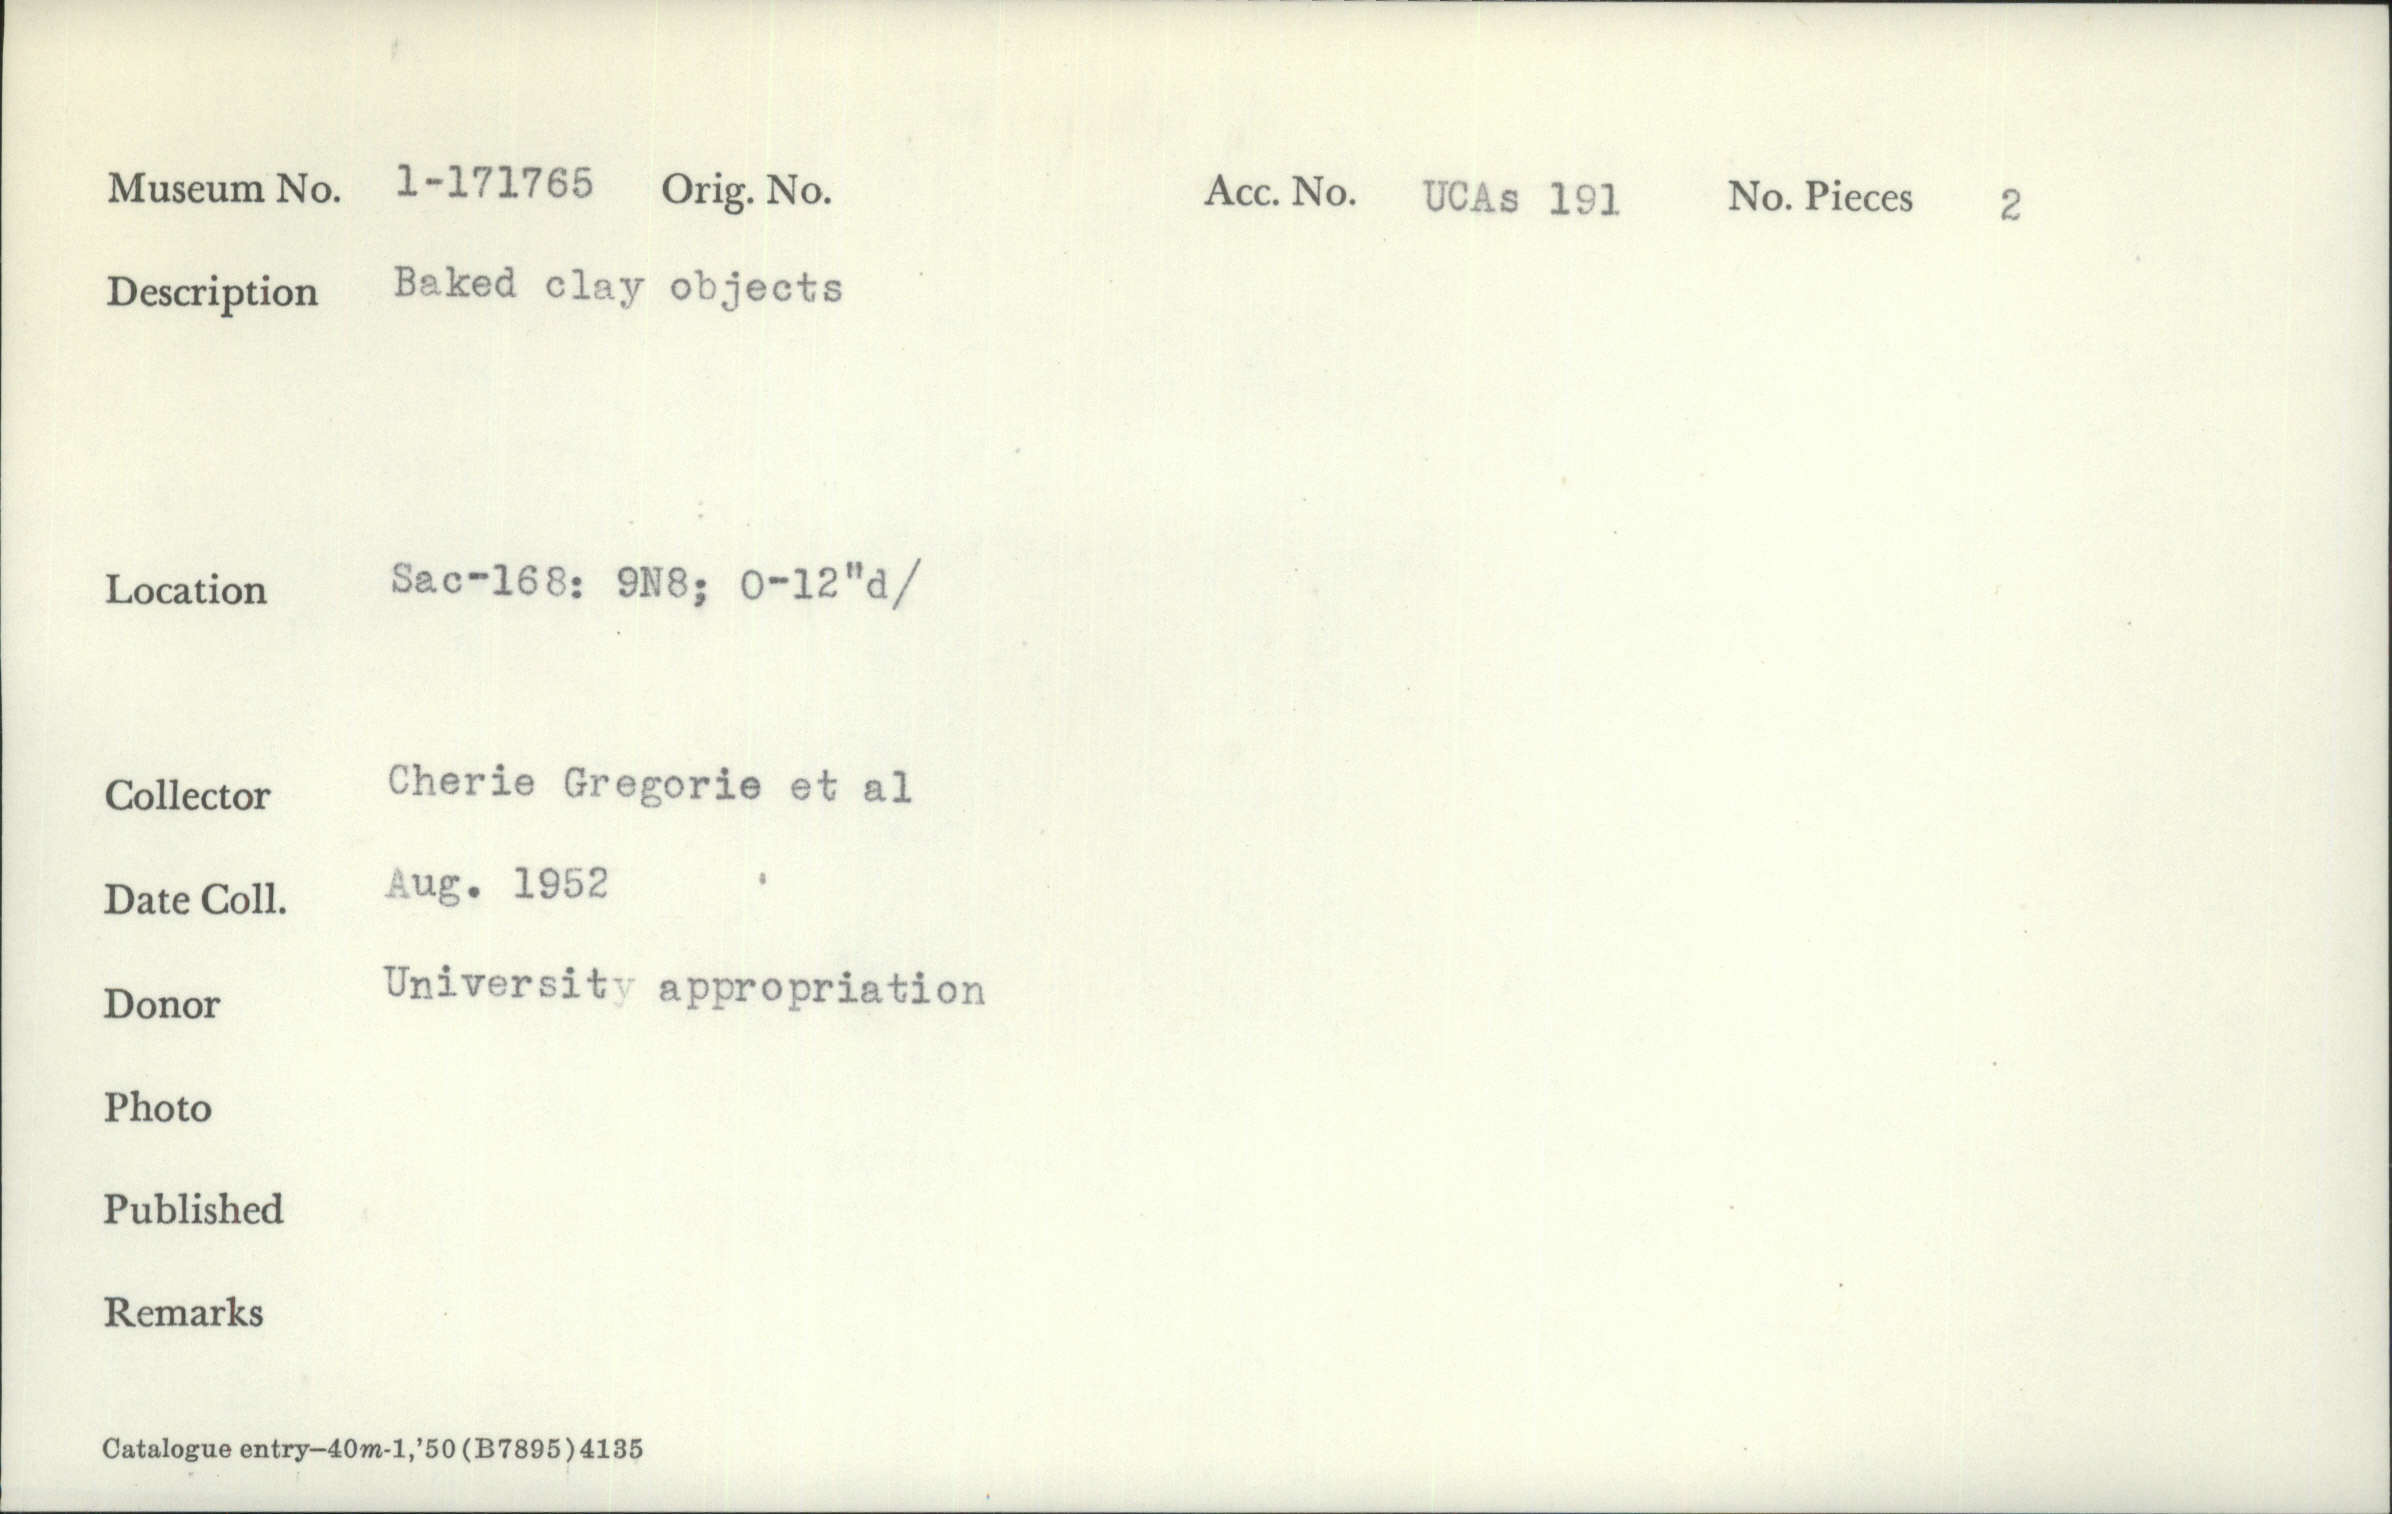 Museum No. 1-171765 Orig. No. Acc. No. UCAs 191 No. Pieces 2
Description Baked clay objects
Location Sac-168: 9N8; 0-12"d/
Collector Cherie Gregorie et al
Date Coll. Aug. 1952
Donor University appropriation
Photo
Published
Remarks
Catalogue entry—40m-1,'50(B7895)4135